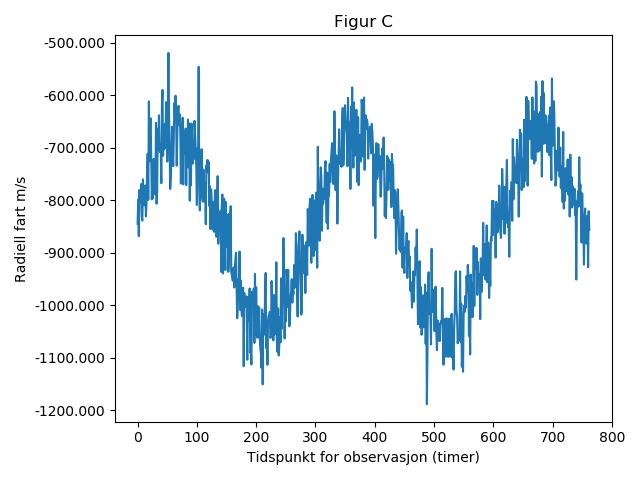 Figur C
-500.000
-600.000
-700.000
-800.000
-900.000
-1000.000
-1100.000
-1200.000
Radiell fart m/s
0 100 200 300 400 500 600 700 800
Tidspunkt for observasjon (timer)